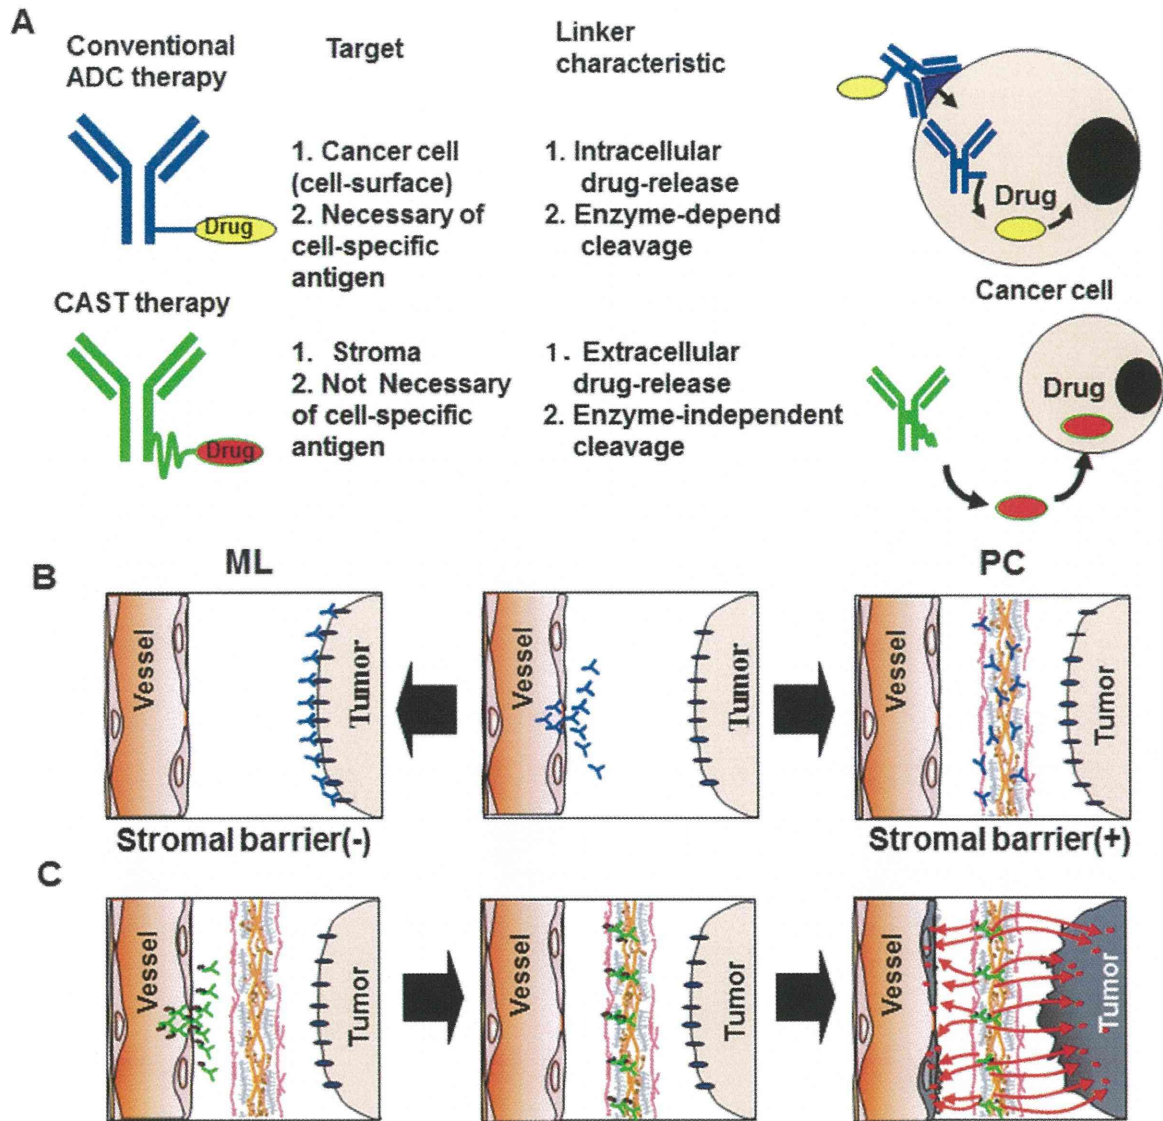 A
Conventional
ADC therapy
Target
Linker
characteristic
Drug
1. Cancer cell
(cell-surface)
2. Necessary of
cell-specific
antigen
1. Intracellular
drug-release
2. Enzyme-depend
cleavage
Drug
Cancer cell
CAST therapy
Drug
1. Stroma
2. Not Necessary
of cell-specific
antigen
1. Extracellular
drug-release
2. Enzyme-independent
cleavage
Drug
B
ML
PC
Vessel
Tumor
Vessel
Tumor
Vessel
Tumor
Stromal barrier(-)
Stromal barrier(+)
C
Vessel
Tumor
Vessel
Tumor
Vessel
Tumor